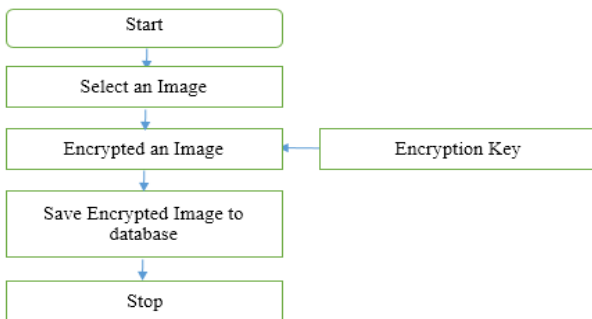 Start
Select an Image
Encrypted an Image
Encryption Key
Save Encrypted Image to
database
Stop